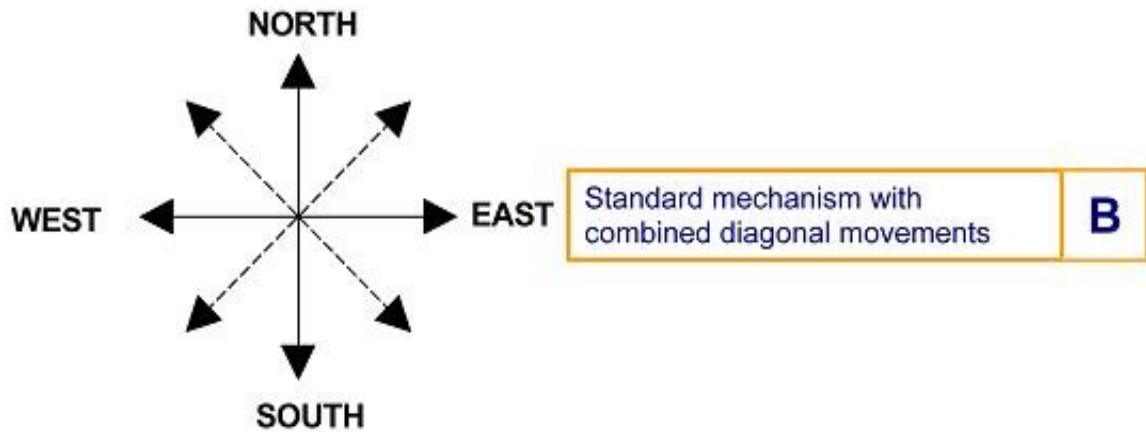 NORTH
WEST
EAST
Standard mechanism with
combined diagonal movements
B
SOUTH